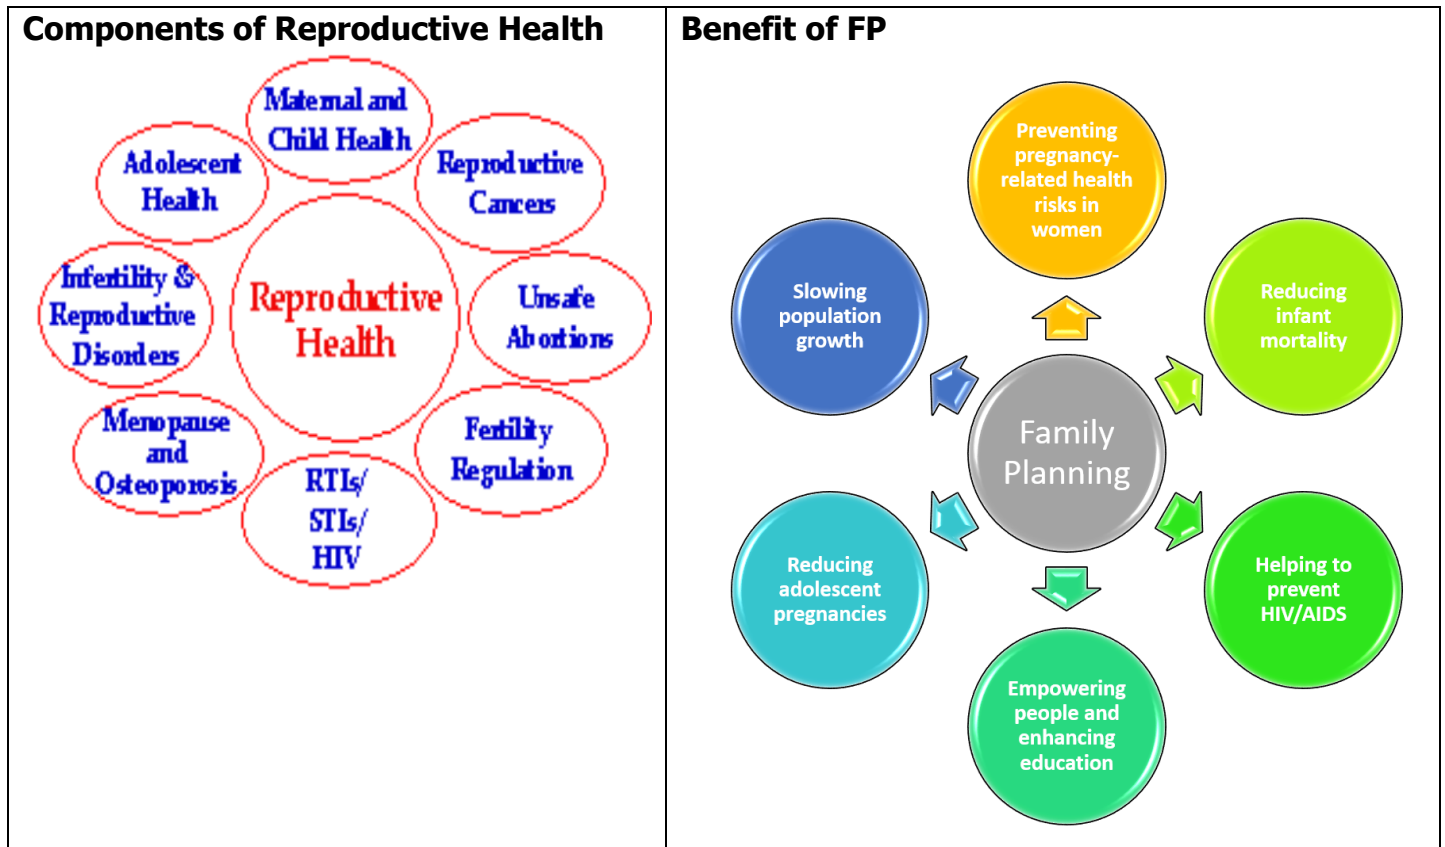 Components of Reproductive Health
Maternal and
Child Health
Reproductive
Cancers
Unsafe
Abortions
Fertility
Regulation
RTIs/
STIs/
HIV
Menopause
and
Osteoporosis
Infertility &
Reproductive
Disorders
Adolescent
Health
Reproductive
Health
Benefit of FP
Preventing
pregnancy-
related health
risks in
women
Reducing
infant
mortality
Helping to
prevent
HIV/AIDS
Empowering
people and
enhancing
education
Reducing
adolescent
pregnancies
Slowing
population
growth
Family
Planning